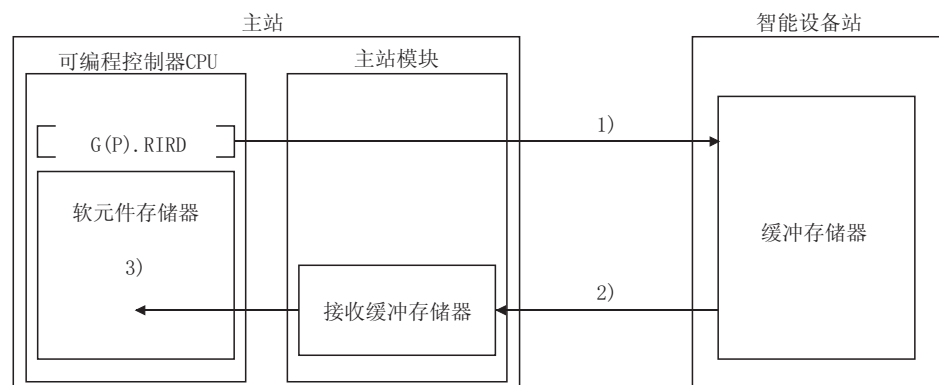 主站
智能设备站
可编程控制器CPU
主站模块
1)
G(P).RIRD
软元件存储器
缓冲存储器
3)
2)
接收缓冲存储器